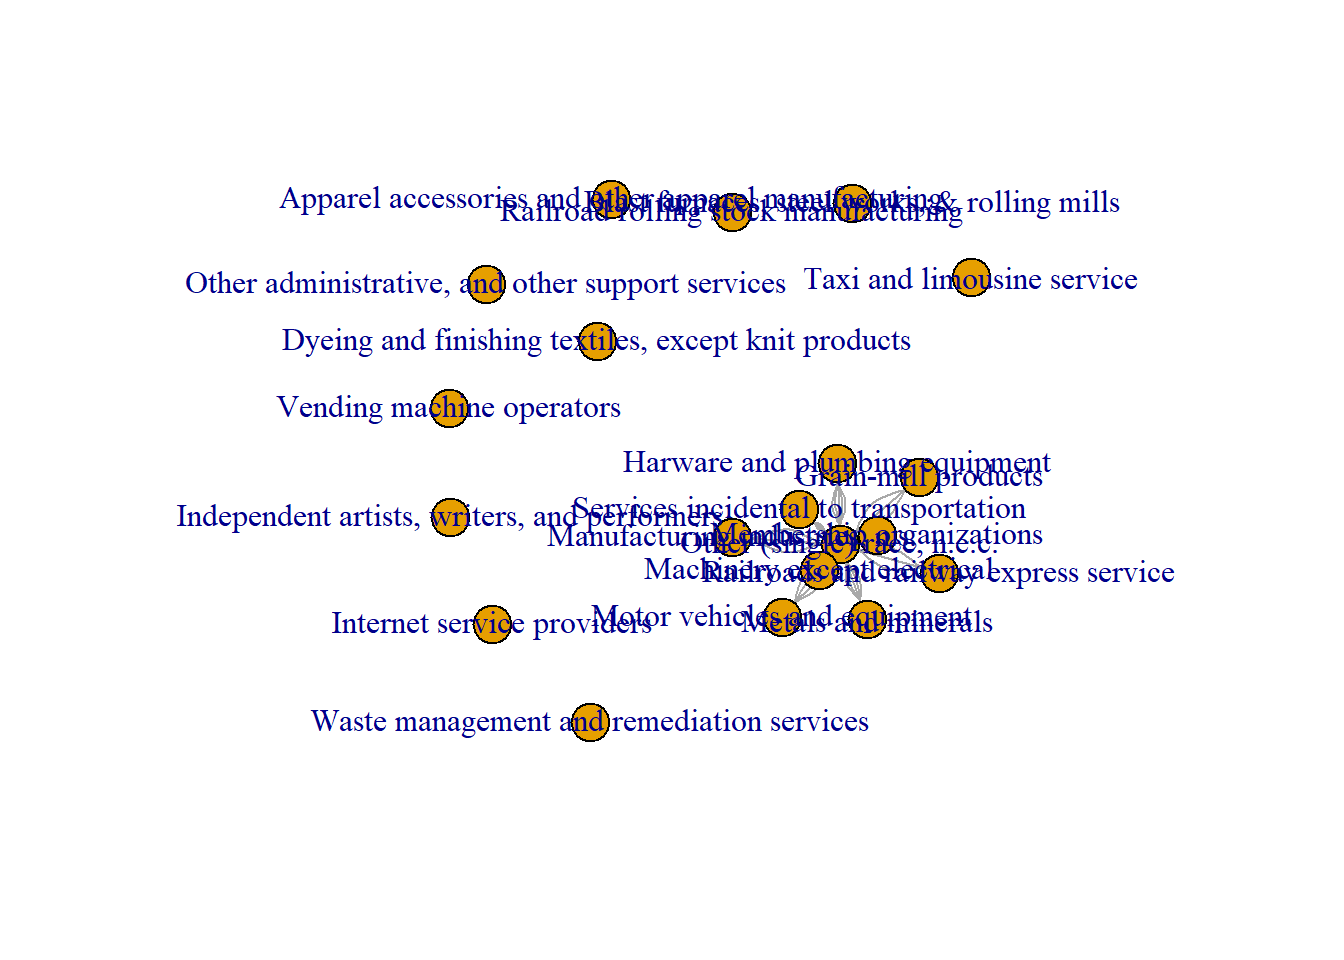 Apparel accessories and other apparel manufacturing
Blast furnaces, steelworks, & rolling mills
Railroad rolling stock manufacturing
Other administrative, and other support services
Taxi and limousine service
Dyeing and finishing textiles, except knit products
Vending machine operators
Harware and plumbing equipment
Grain-mill products
Services incidental to transportation
Independent artists, writers, and performers
Membership organizations
Manufacturing industries, n.s.
Other (single) race, n.e.c.
Machinery except electrical
Railroads and railway express service
Motor vehicles and equipment
Metals and minerals
Internet service providers
Waste management and remediation services